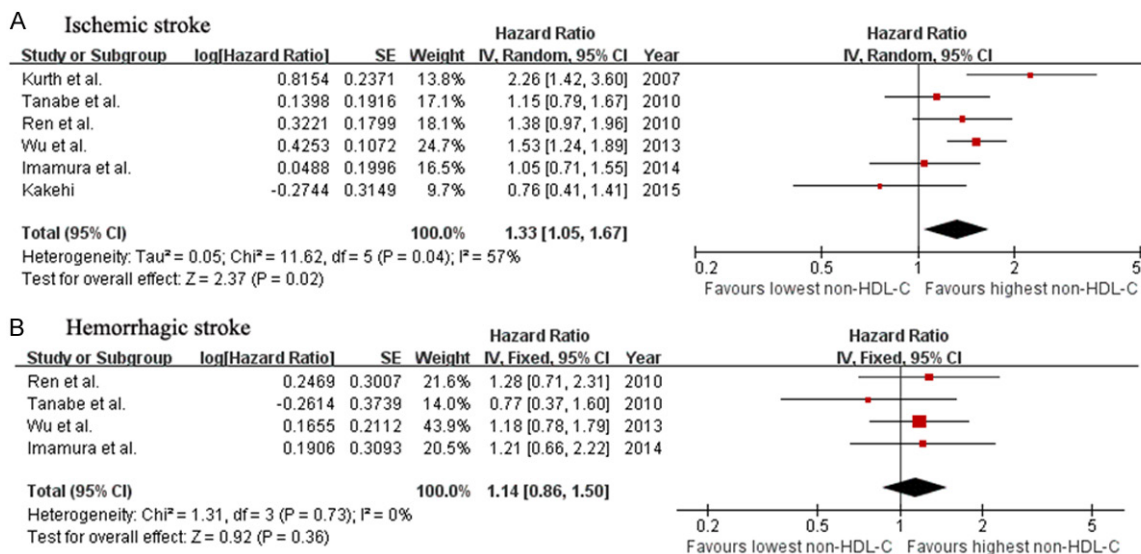 A Ischemic stroke
Hazard Ratio Hazard Ratio
Study or Subgroup log[Hazard Ratio] SE Weight IV, Random, 95% CI Year IV, Random, 95% CI
Kurth et al. 0.8154 0.2371 13.8% 2.26 [1.42, 3.60] 2007
Tanabe et al. 0.1398 0.1916 17.1% 1.15 [0.79, 1.67] 2010
Ren et al. 0.3221 0.1799 18.1% 1.38 [0.97, 1.96] 2010
Wu et al. 0.4253 0.1072 24.7% 1.53 [1.24, 1.89] 2013
Imamura et al. 0.0488 0.1996 16.5% 1.05 [0.71, 1.55] 2014
Kakehi -0.2744 0.3149 9.7% 0.76 [0.41, 1.41] 2015
Total (95% CI) 100.0% 1.33 [1.05, 1.67]
Heterogeneity: Tau² = 0.05; Chi² = 11.62, df = 5 (P = 0.04); I² = 57%
Test for overall effect: Z = 2.37 (P = 0.02)
0.2 0.5 1 2 5
Favours lowest non-HDL-C Favours highest non-HDL-C
B Hemorrhagic stroke
Hazard Ratio Hazard Ratio
Study or Subgroup log[Hazard Ratio] SE Weight IV, Fixed, 95% CI Year IV, Fixed, 95% CI
Ren et al. 0.2469 0.3007 21.6% 1.28 [0.71, 2.31] 2010
Tanabe et al. -0.2614 0.3739 14.0% 0.77 [0.37, 1.60] 2010
Wu et al. 0.1655 0.2112 43.9% 1.18 [0.78, 1.79] 2013
Imamura et al. 0.1906 0.3093 20.5% 1.21 [0.66, 2.22] 2014
Total (95% CI) 100.0% 1.14 [0.86, 1.50]
Heterogeneity: Chi² = 1.31, df = 3 (P = 0.73); I² = 0%
Test for overall effect: Z = 0.92 (P = 0.36)
0.2 0.5 1 2 5
Favours lowest non-HDL-C Favours highest non-HDL-C